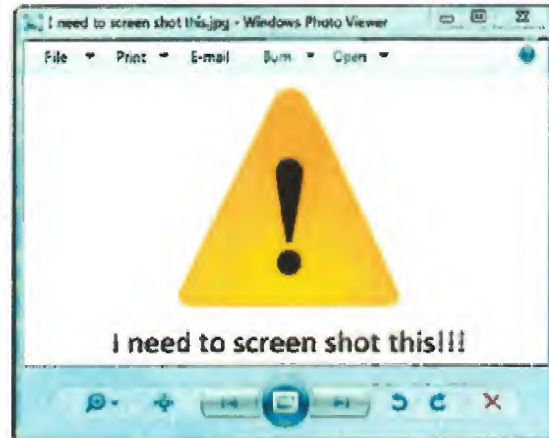 I need to screen shot this.jpg - Windows Photo Viewer
File Print E-mail Burn Open
!
I need to screen shot this!!!